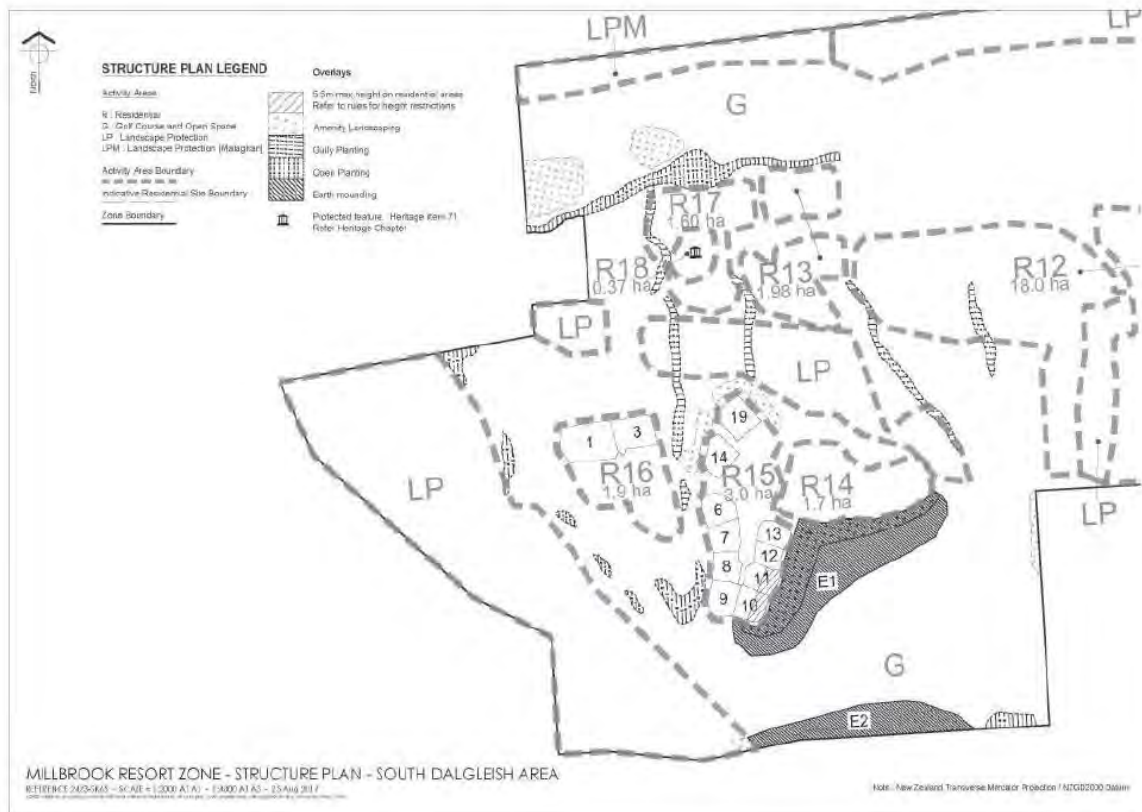 LPM
LP
north
STRUCTURE PLAN LEGEND
Activity Areas
R : Residential
G : Golf Course and Open Space
LP : Landscape Protection
LPM : Landscape Protection (Malaghan)
Activity Area Boundary
Indicative Residential Site Boundary
Zone Boundary
Overlays
5.5m max height on residential areas
Refer to rules for height restrictions
Amenity Landscaping
Gully Planting
Open Planting
Earth mounding
Protected feature : Heritage Item 71
Refer Heritage Chapter
G
R17
1.60 ha
R18
0.37 ha
R13
1.98 ha
R12
18.0 ha
LP
LP
1
3
19
14
R16
1.9 ha
R15
3.0 ha
R14
1.7 ha
LP
LP
6
7
8
9
13
12
11
10
E1
G
E2
MILLBROOK RESORT ZONE - STRUCTURE PLAN - SOUTH DALGLEISH AREA
Note : New Zealand Transverse Mercator Projection / NZGD2000 Datum